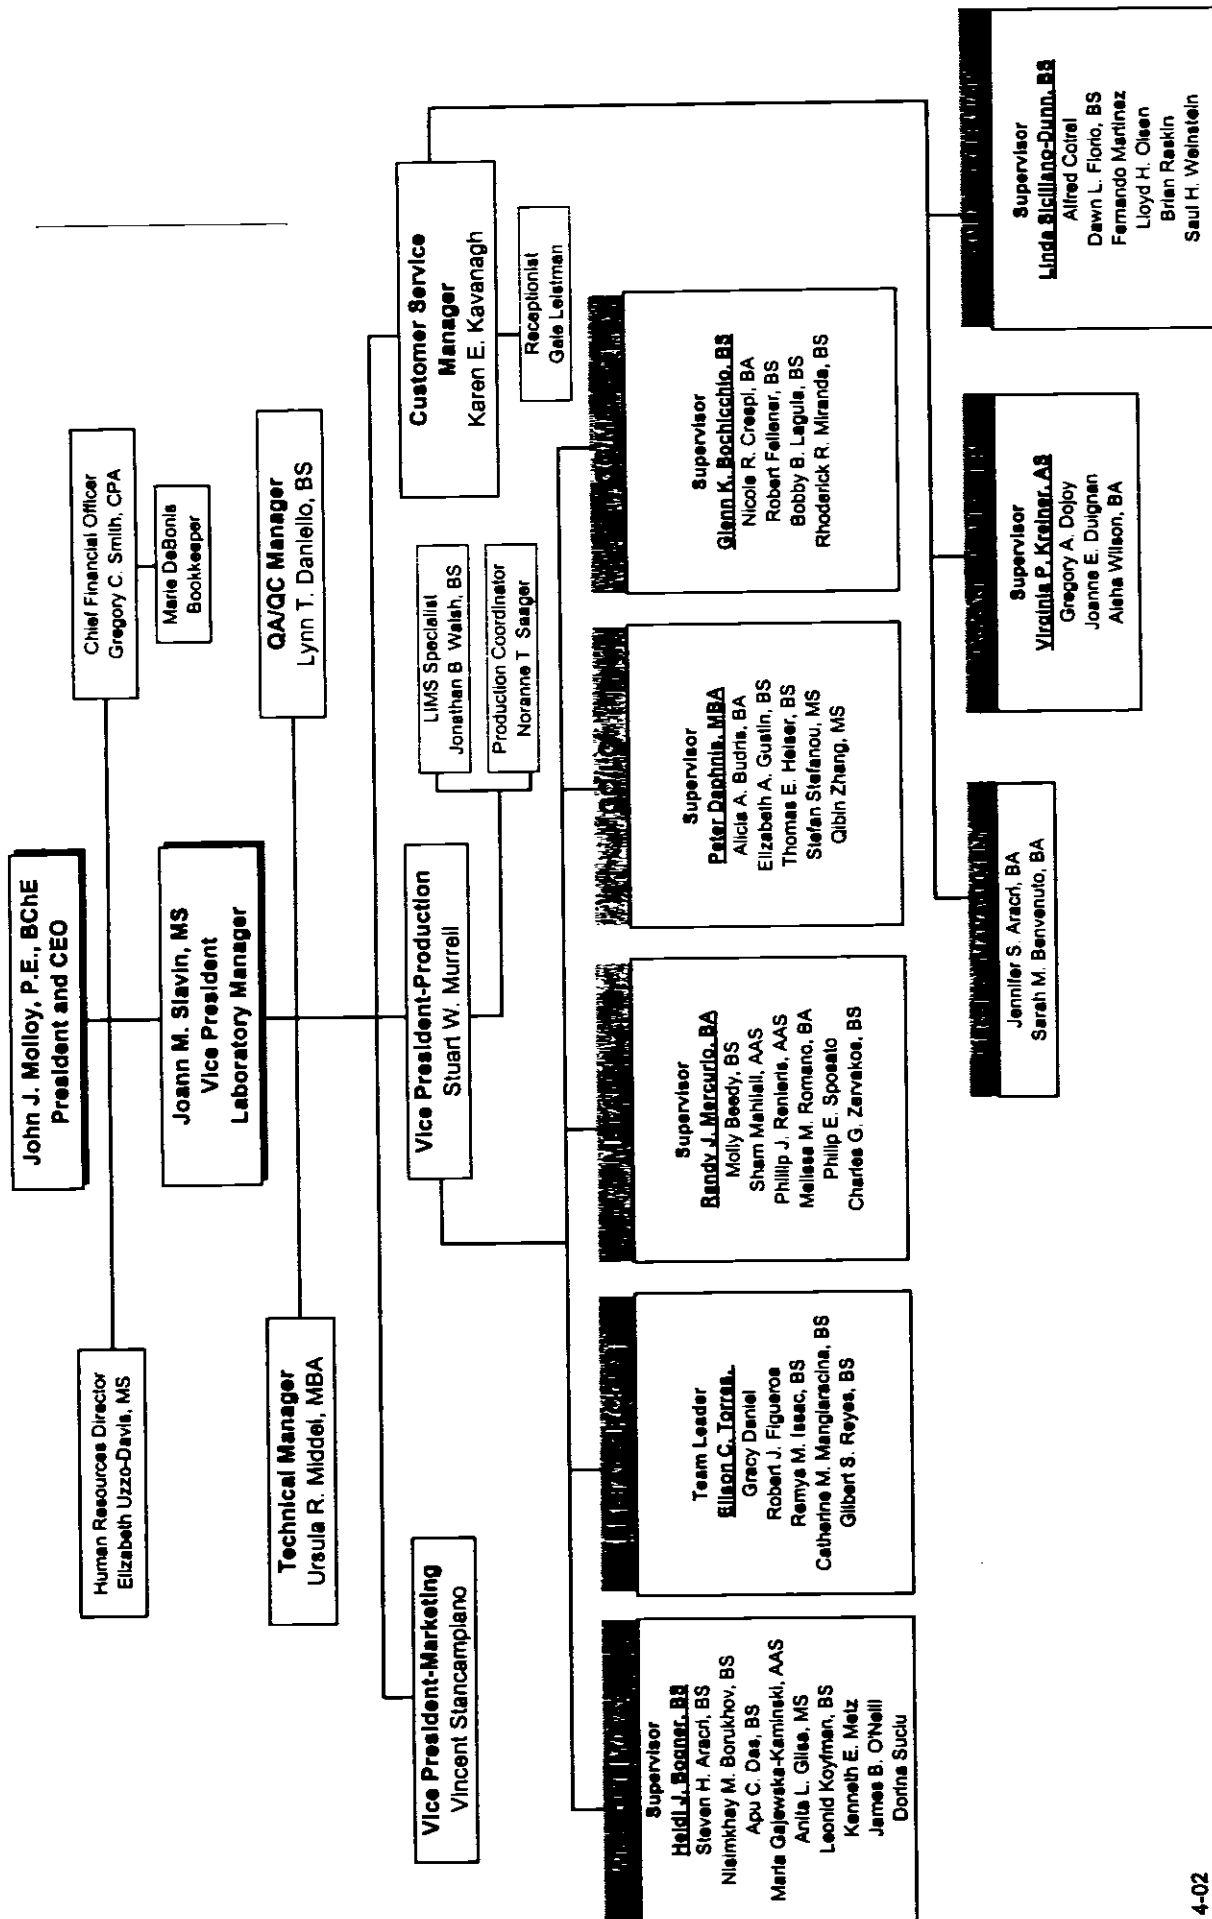 John J. Molloy, P.E., BChE
President and CEO
Human Resources Director
Elizabeth Uzzo-Davis, MS
Chief Financial Officer
Gregory C. Smith, CPA
Marie DeBonis
Bookkeeper
Joann M. Slavin, MS
Vice President
Laboratory Manager
Technical Manager
Ursula R. Middel, MBA
QA/QC Manager
Lynn T. Daniello, BS
Vice President-Marketing
Vincent Stancampiano
Vice President-Production
Stuart W. Murrell
LIMS Specialist
Jonathan B Walsh, BS
Production Coordinator
Noranne T Saager
Customer Service
Manager
Karen E. Kavanagh
Receptionist
Gale Leistman
Supervisor
Heidi J. Bogner, BS
Steven H. Aracri, BS
Nisimkhay M. Borukhov, BS
Apu C. Das, BS
Maria Gajewska-Kaminski, AAS
Anita L. Glisa, MS
Leonid Koyfman, BS
Kenneth E. Metz
James B. O'Neill
Dorina Suciu
Team Leader
Elison C. Torres,
Gracy Daniel
Robert J. Figueroa
Remya M. Isaac, BS
Catherine M. Mangiaracina, BS
Gilbert S. Reyes, BS
Supervisor
Randy J. Mercurio, BA
Molly Beedy, BS
Sham Mahilall, AAS
Phillip J. Renieris, AAS
Melissa M. Romano, BA
Philip E. Sposato
Charles G. Zervakos, BS
Supervisor
Peter Daphnis, MBA
Alicia A. Budris, BA
Elizabeth A. Gustin, BS
Thomas E. Heiser, BS
Stefan Stefanou, MS
Qibin Zhang, MS
Supervisor
Glenn K. Bochicchio, BS
Nicole R. Crespi, BA
Robert Fellener, BS
Bobby B. Lagula, BS
Rhoderick R. Miranda, BS
Jennifer S. Aracri, BA
Sarah M. Benvenuto, BA
Supervisor
Virginia P. Kreiner, AS
Gregory A. Dojoy
Joanne E. Duignan
Aisha Wilson, BA
Supervisor
Linda Siciliano-Dunn, BS
Alfred Cotrel
Dawn L. Florio, BS
Fernando Martinez
Lloyd H. Olsen
Brian Raskin
Saul H. Weinstein
4-02